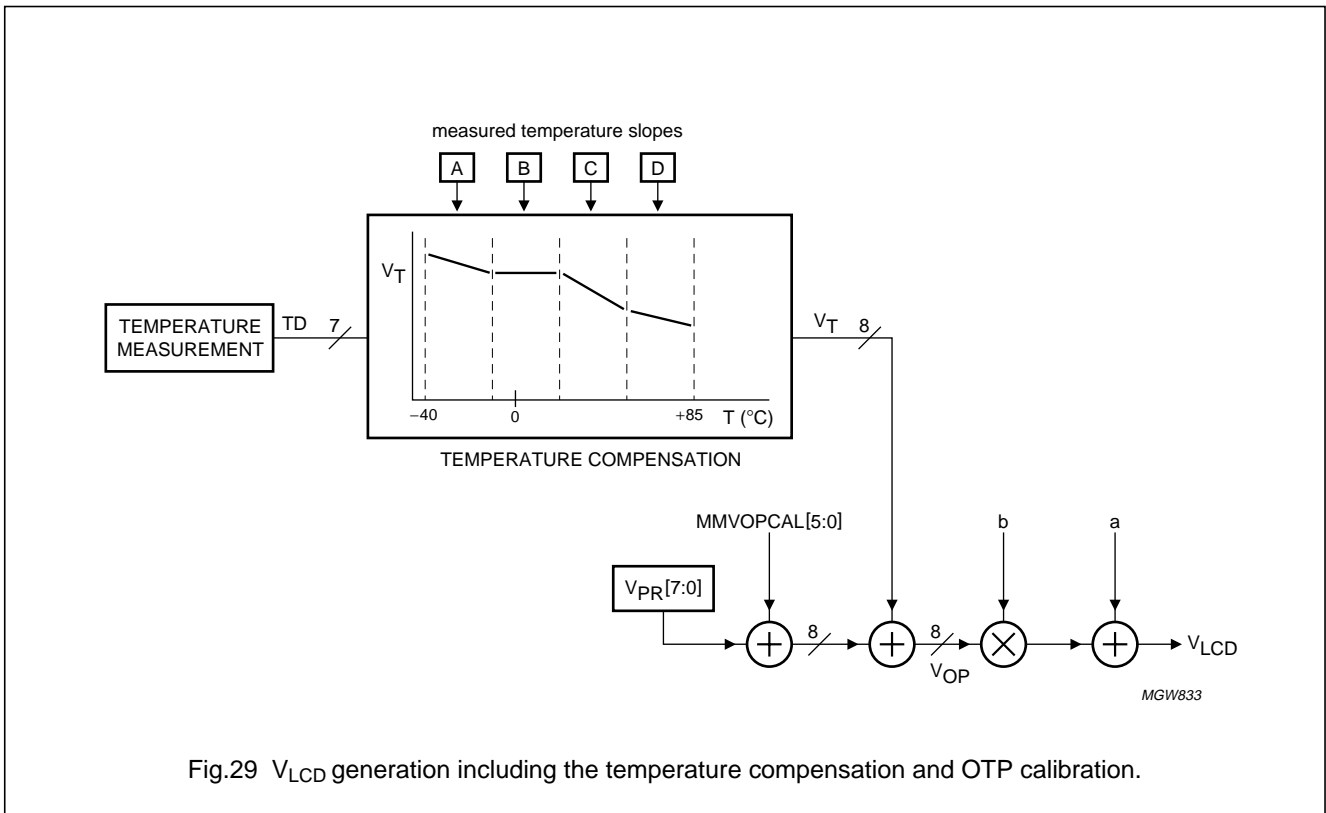 measured temperature slopes
A B C D
V_T
TEMPERATURE
MEASUREMENT
TD 7
V_T 8
−40 0 +85 T (°C)
TEMPERATURE COMPENSATION
MMVOPCAL[5:0] b a
V_PR[7:0]
+ 8 + 8 × + V_LCD
V_OP
MGW833
Fig.29 V_LCD generation including the temperature compensation and OTP calibration.